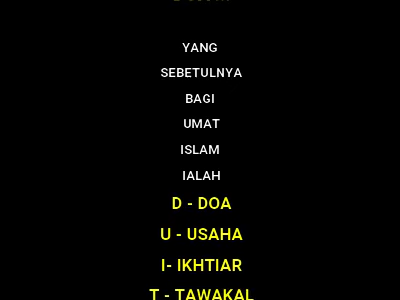 YANG
SEBETULNYA
BAGI
UMAT
ISLAM
IALAH
D - DOA
U - USAHA
I- IKHTIAR
T - TAWAKAL